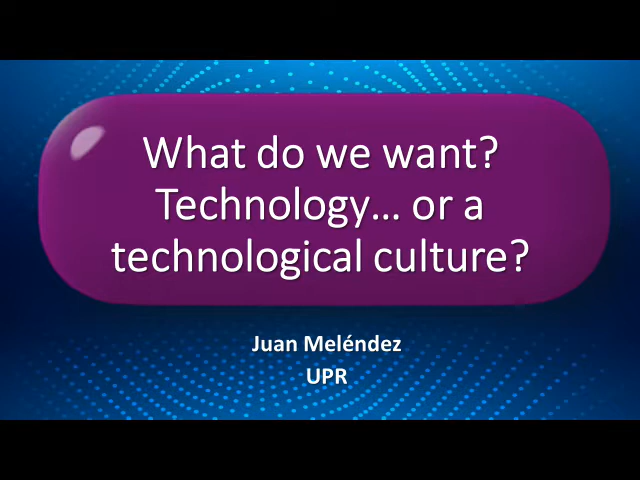 What do we want?
Technology... or a
technological culture?
Juan Meléndez
UPR